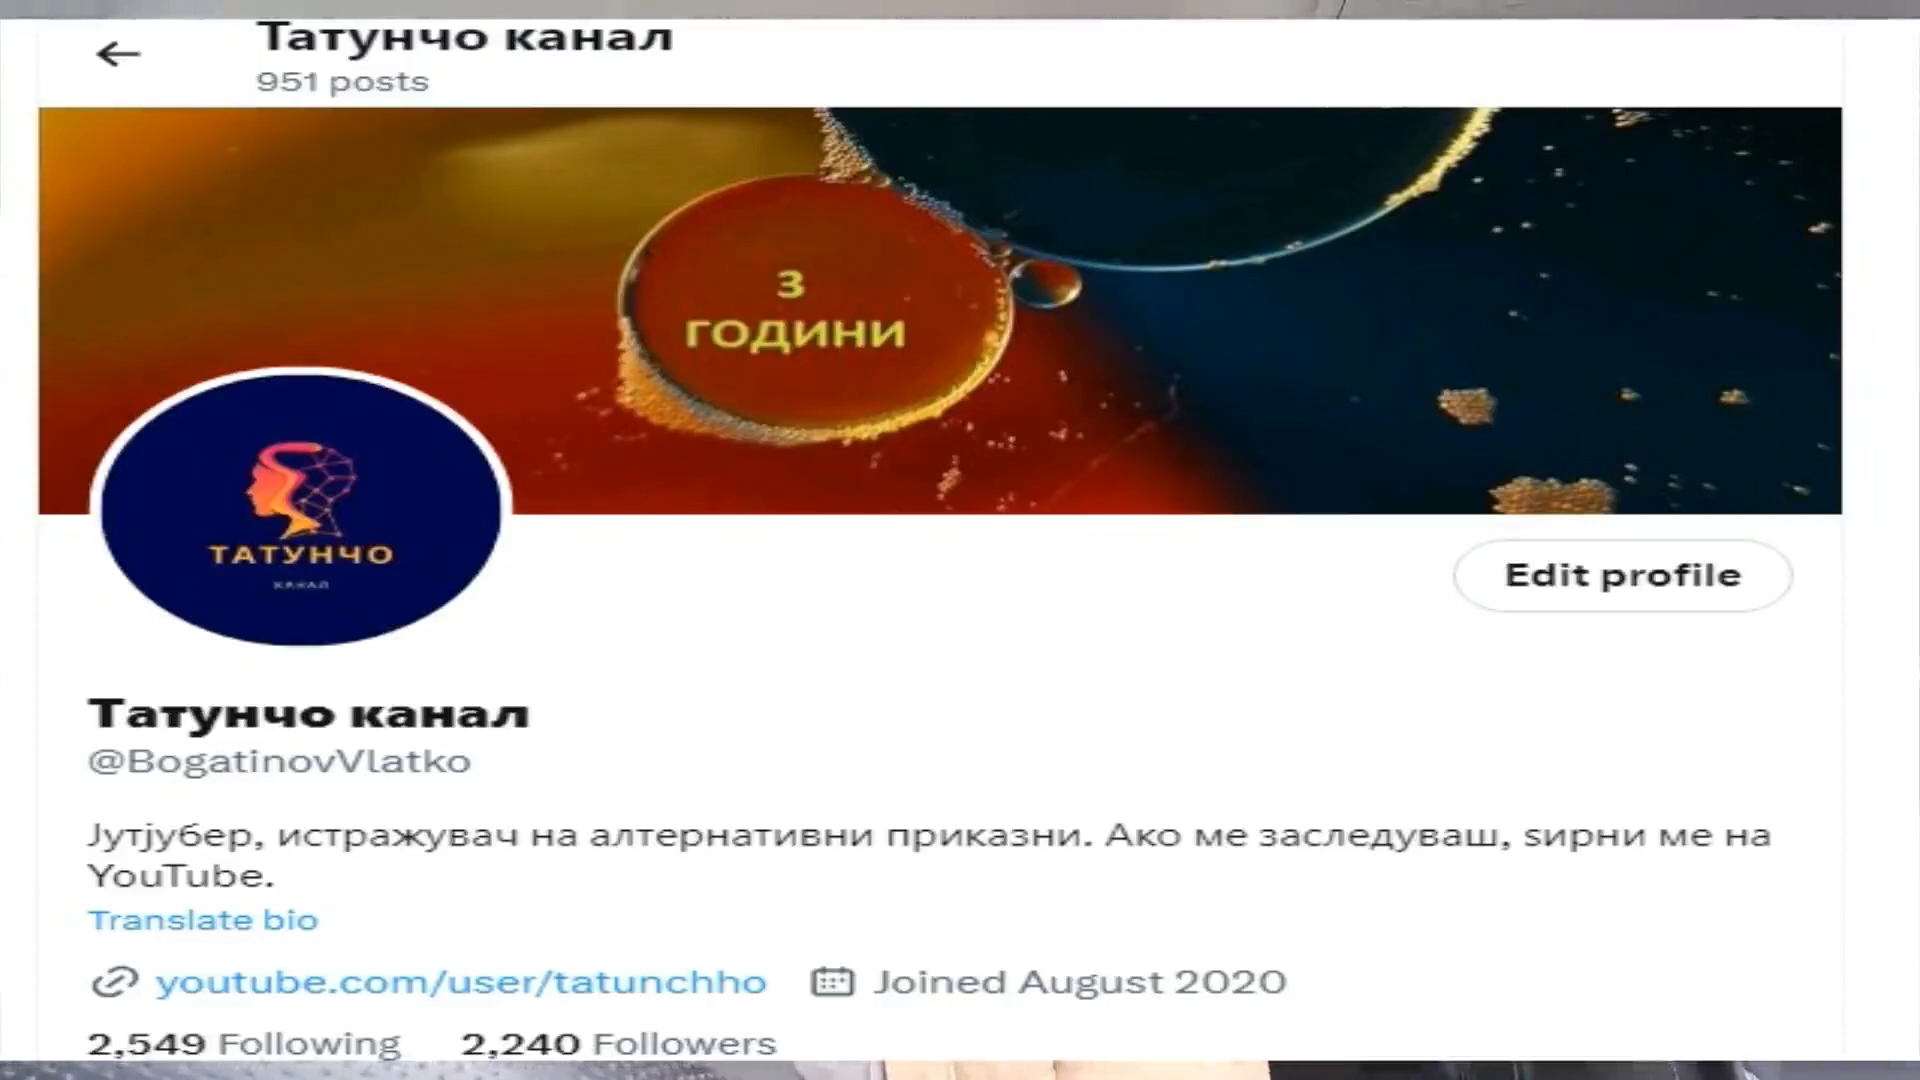 Татунчо канал
951 posts
3
ГОДИНИ
ТАТУНЧО
КАНАЛ
Edit profile
Татунчо канал
@BogatinovVlatko
Јутјубер, истражувач на алтернативни приказни. Ако ме заследуваш, ѕирни ме на
YouTube.
Translate bio
youtube.com/user/tatunchho Joined August 2020
2,549 Following 2,240 Followers